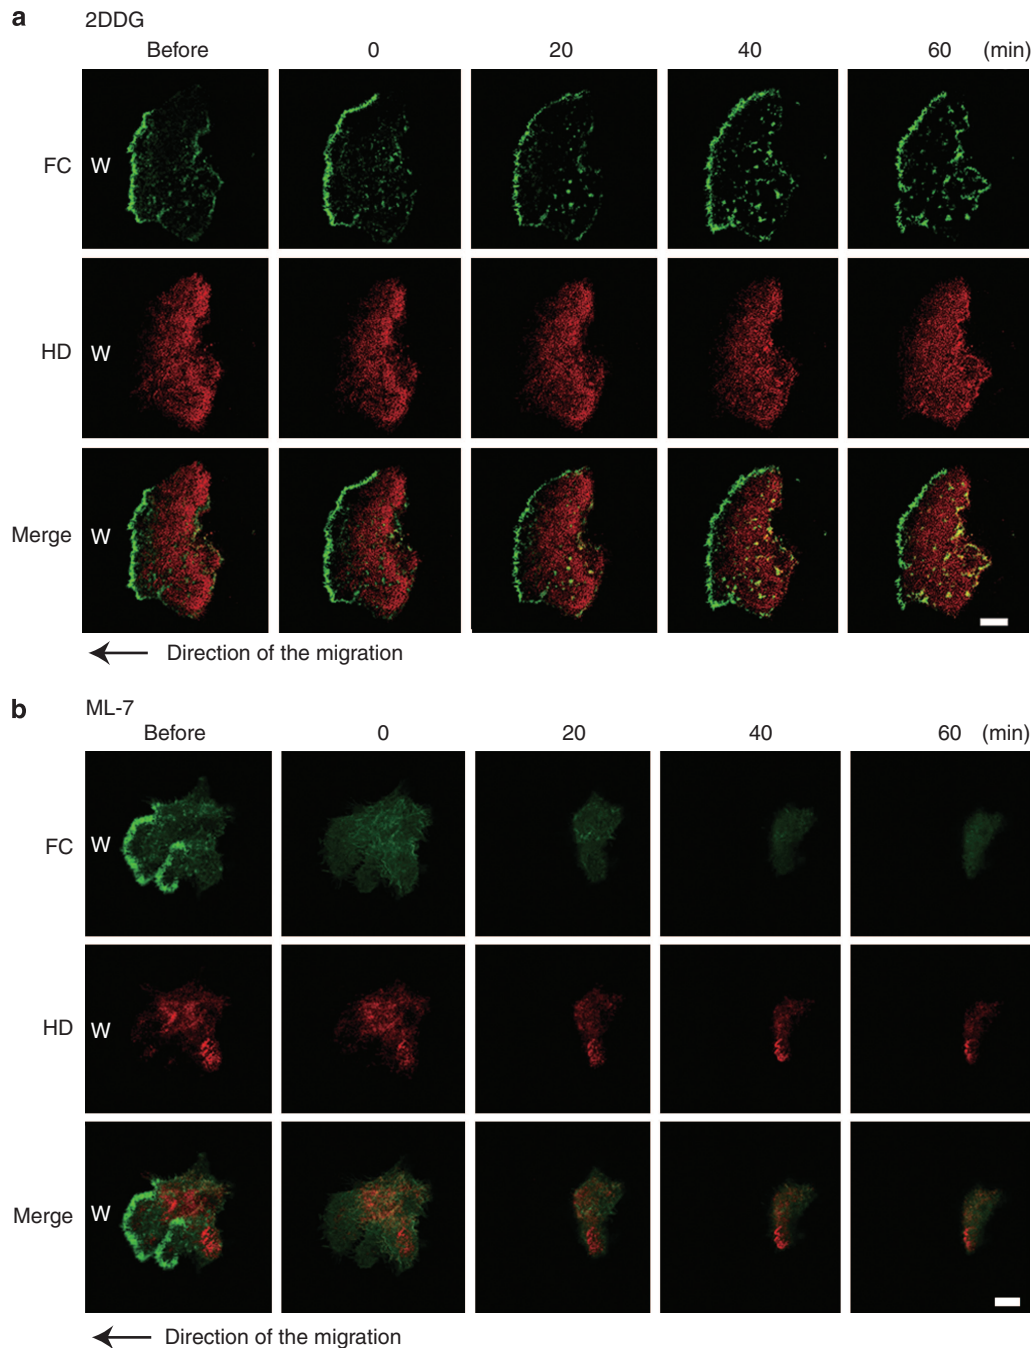 a
2DDG
Before 0 20 40 60 (min)
FC W
HD W
Merge W
Direction of the migration
b
ML-7
Before 0 20 40 60 (min)
FC W
HD W
Merge W
Direction of the migration